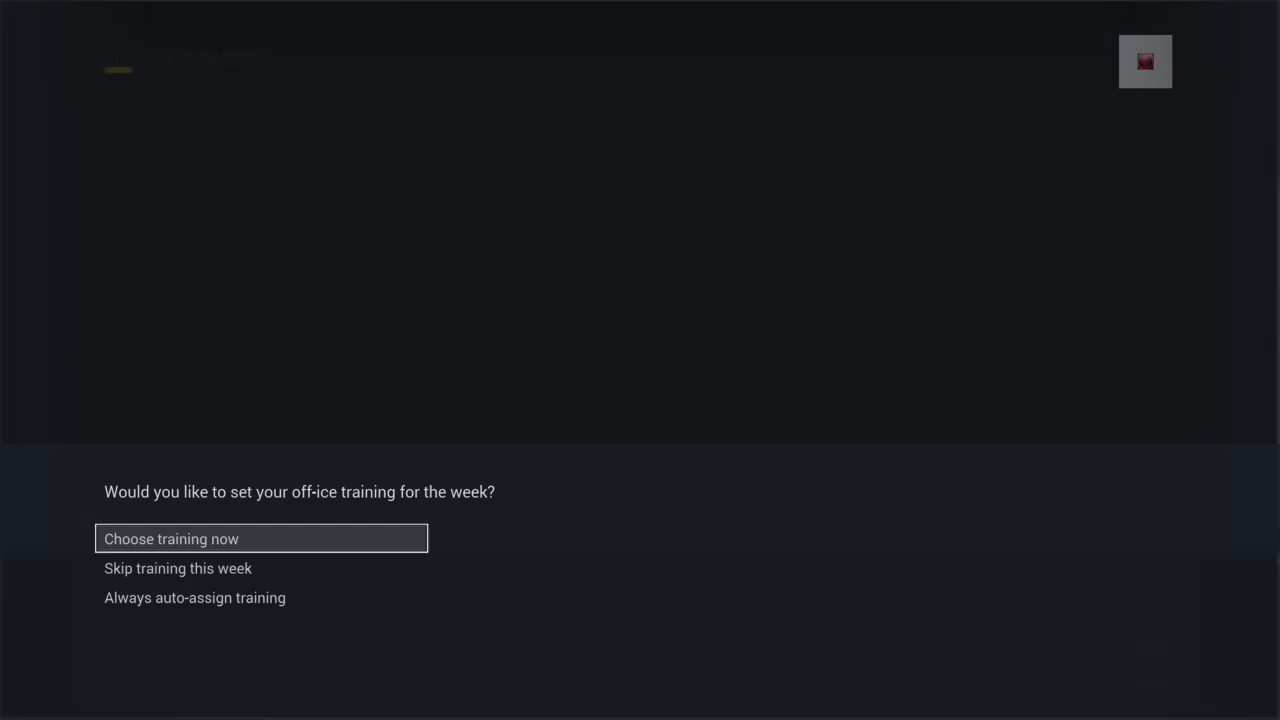 Would you like to set your off-ice training for the week?
Choose training now
Skip training this week
Always auto-assign training